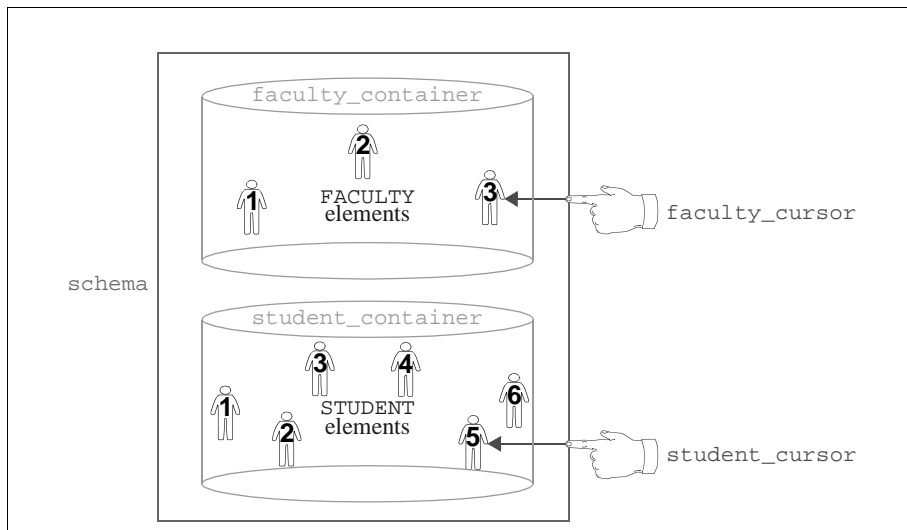 faculty_container
2
1
3
FACULTY
elements
faculty_cursor
schema
student_container
3
4
1
6
STUDENT
elements
2
5
student_cursor